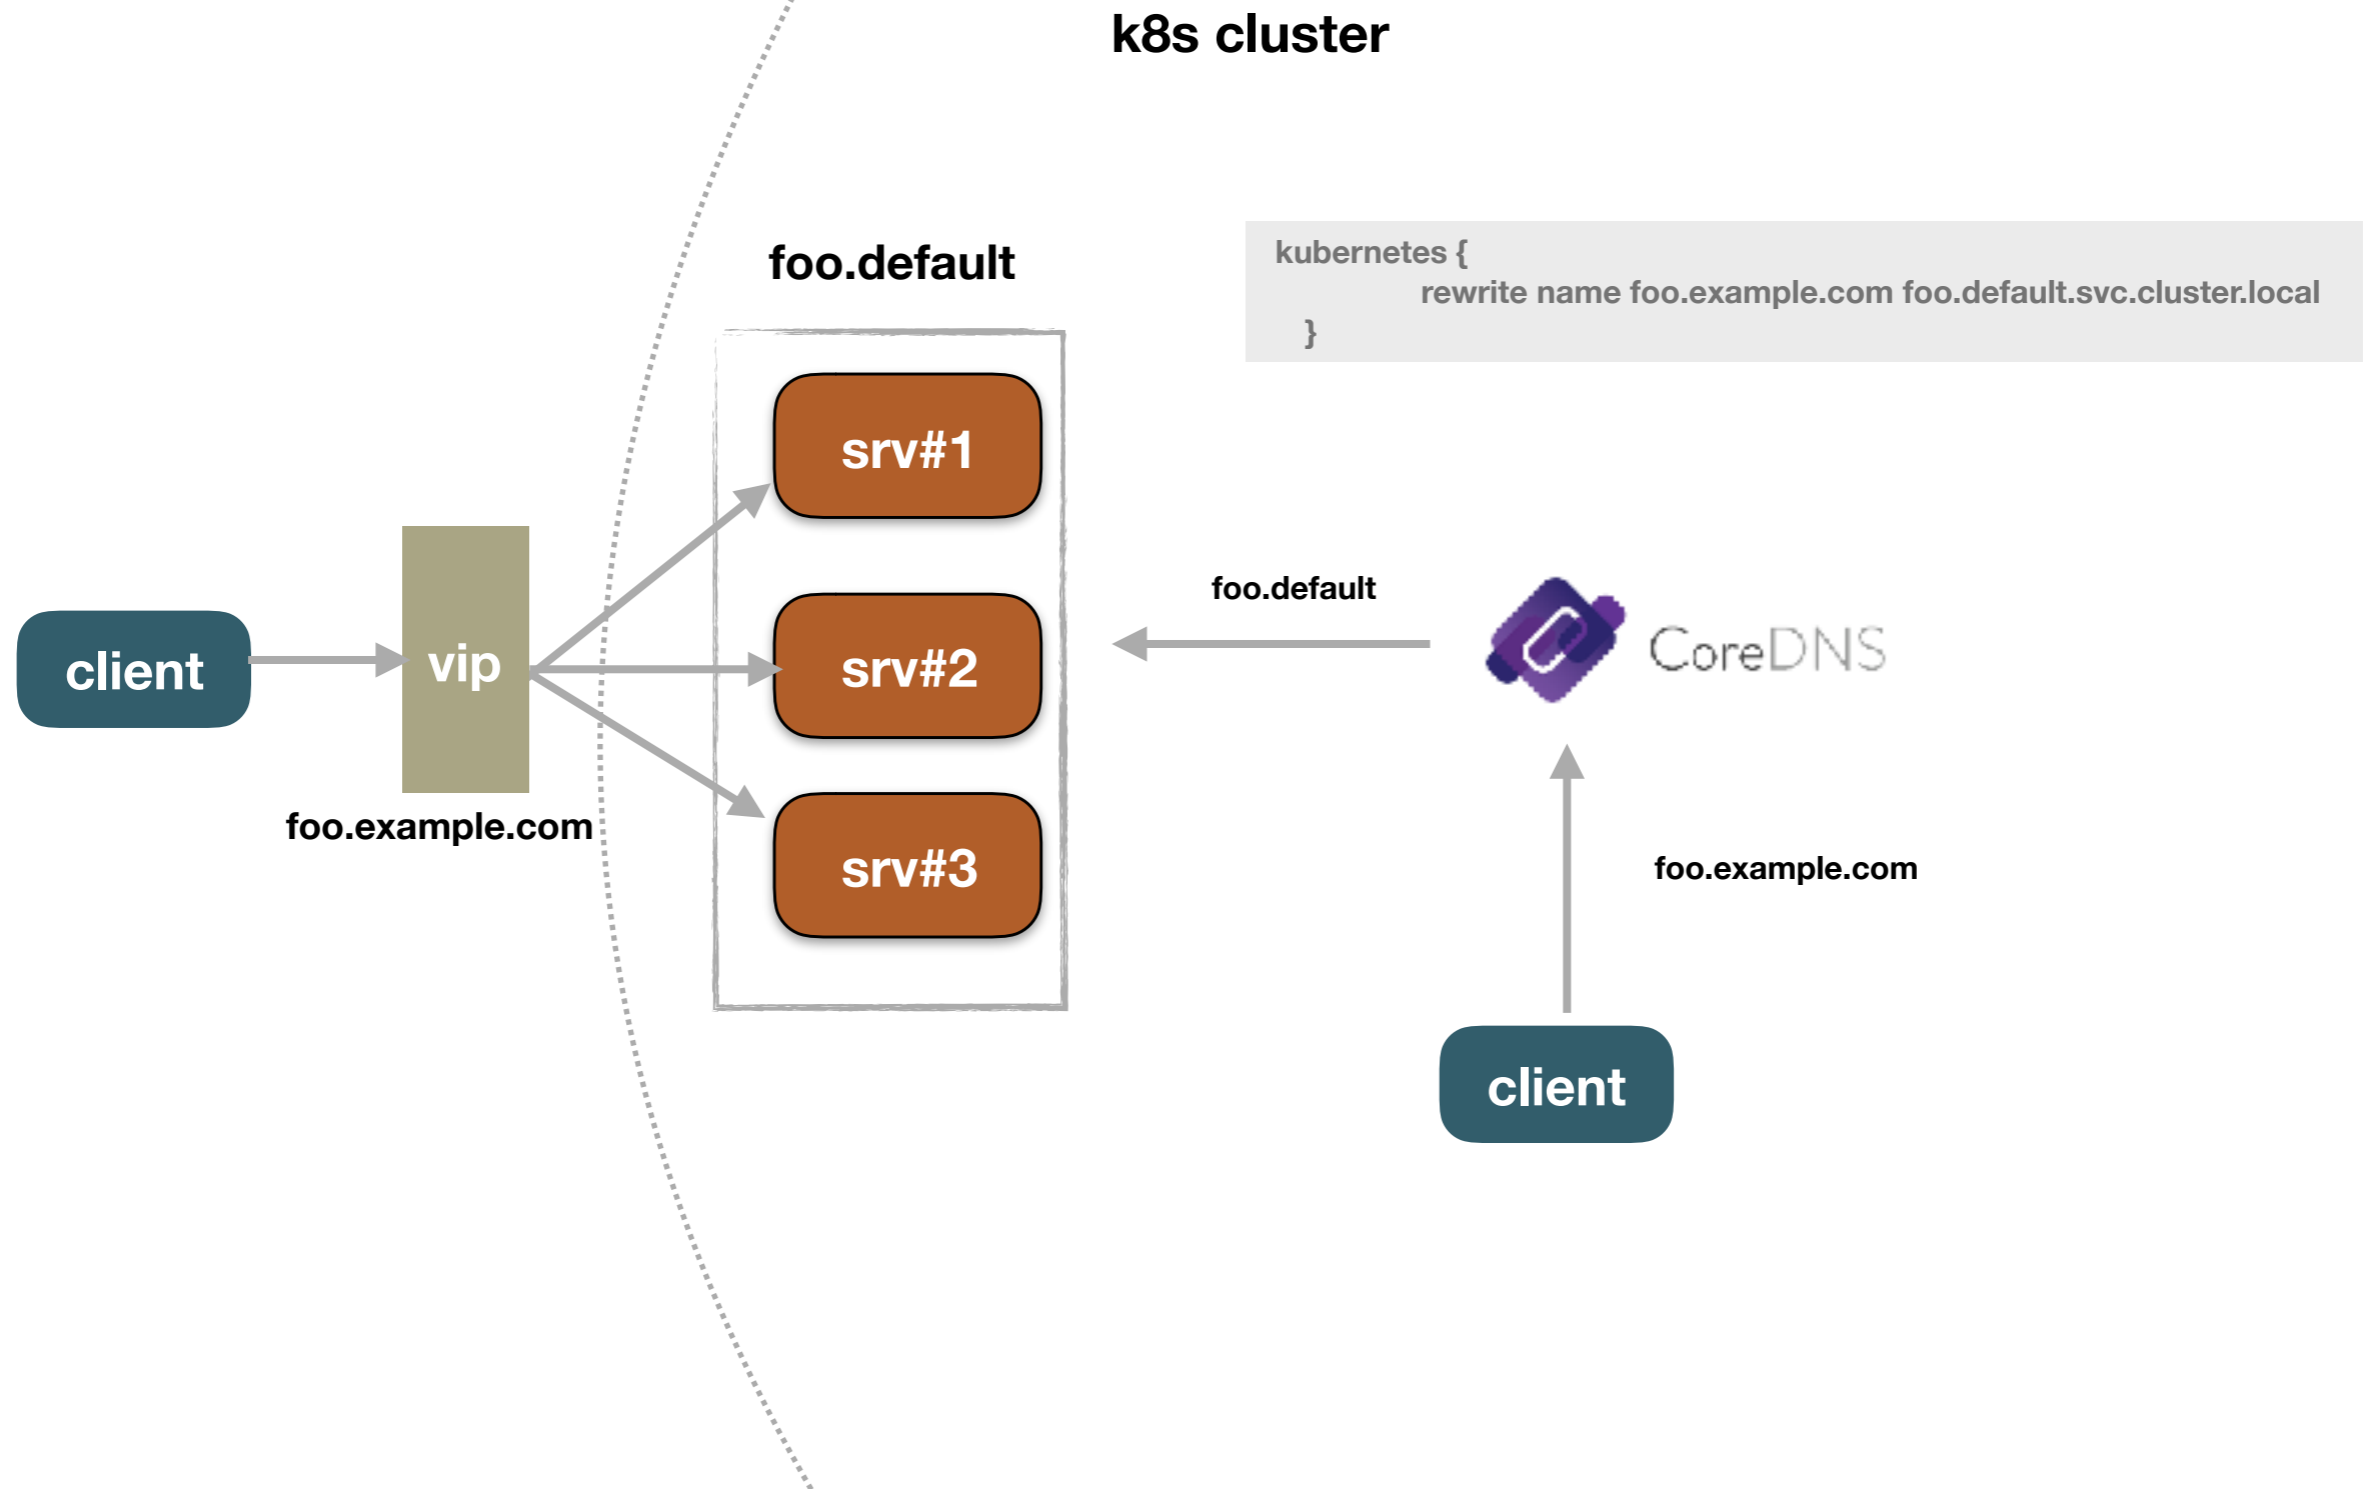 k8s cluster
foo.default
kubernetes {
rewrite name foo.example.com foo.default.svc.cluster.local
}
srv#1
srv#2
srv#3
client
vip
foo.example.com
foo.default
CoreDNS
foo.example.com
client